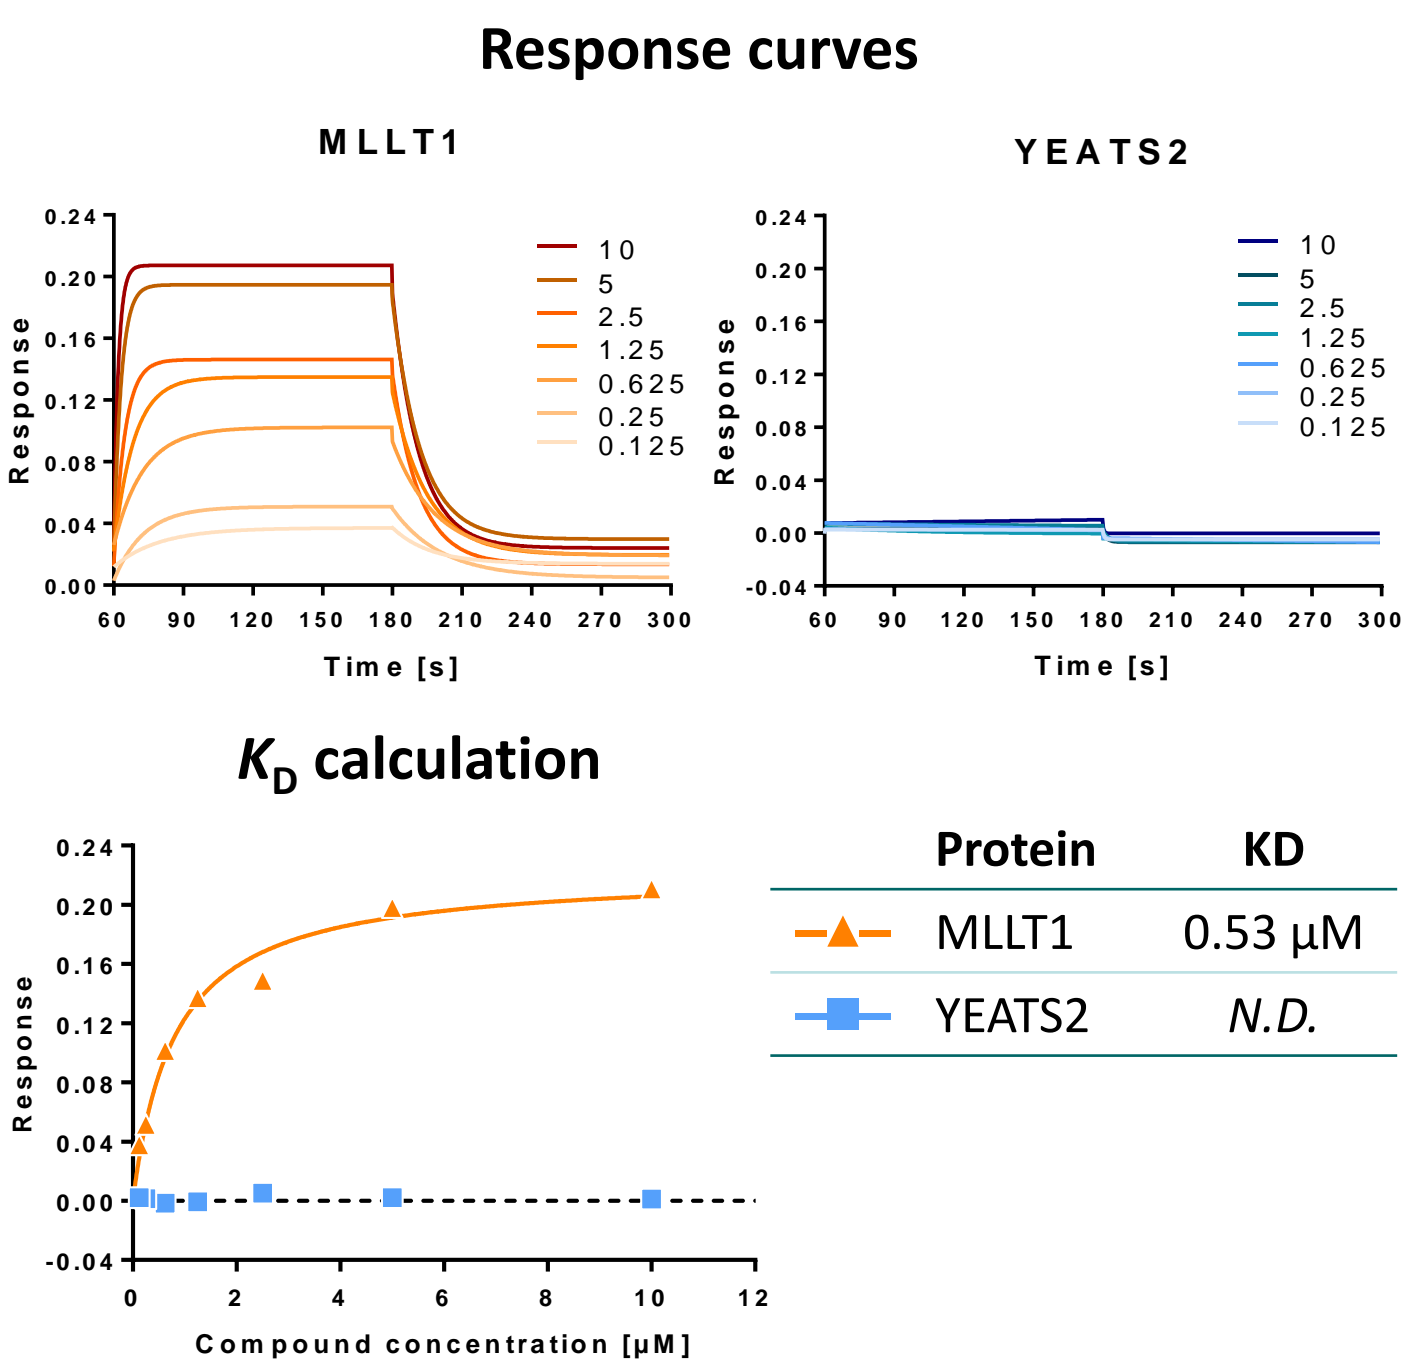 Response curves
MLLT1
0.24
0.20
0.16
0.12
0.08
0.04
0.00
Response
60 90 120 150 180 210 240 270 300
Time [s]
10
5
2.5
1.25
0.625
0.25
0.125
YEATS2
0.24
0.20
0.16
0.12
0.08
0.04
0.00
-0.04
Response
60 90 120 150 180 210 240 270 300
Time [s]
10
5
2.5
1.25
0.625
0.25
0.125
KD calculation
0.24
0.20
0.16
0.12
0.08
0.04
0.00
-0.04
Response
0 2 4 6 8 10 12
Compound concentration [µM]
Protein KD
MLLT1 0.53 µM
YEATS2 N.D.